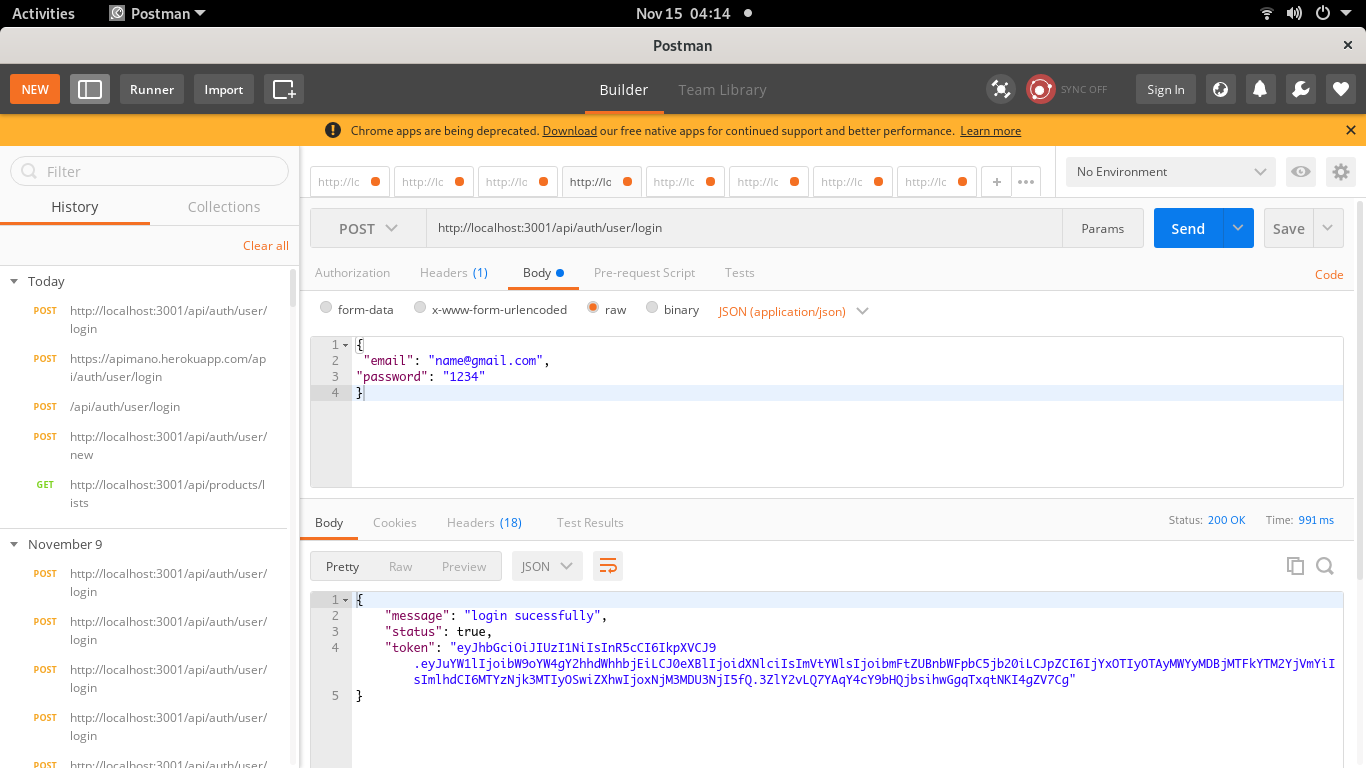 Activities
Postman
Nov 15 04:14
Postman
NEW
Runner
Import
Builder
Team Library
SYNC OFF
Sign In
Chrome apps are being deprecated. Download our free native apps for continued support and better performance. Learn more
Filter
History
Collections
Clear all
Today
POST http://localhost:3001/api/auth/user/
login
POST https://apimano.herokuapp.com/ap
i/auth/user/login
POST /api/auth/user/login
POST http://localhost:3001/api/auth/user/
new
GET http://localhost:3001/api/products/l
ists
November 9
POST http://localhost:3001/api/auth/user/
login
POST http://localhost:3001/api/auth/user/
login
POST http://localhost:3001/api/auth/user/
login
POST http://localhost:3001/api/auth/user/
login
POST http://localhost:3001/api/auth/user/
http://lc
http://lc
http://lc
http://lc
http://lc
http://lc
http://lc
http://lc
+
•••
No Environment
POST
http://localhost:3001/api/auth/user/login
Params
Send
Save
Authorization
Headers (1)
Body
Pre-request Script
Tests
Code
form-data
x-www-form-urlencoded
raw
binary
JSON (application/json)
1 {
2 "email": "name@gmail.com",
3 "password": "1234"
4 }
Body
Cookies
Headers (18)
Test Results
Status: 200 OK
Time: 991 ms
Pretty
Raw
Preview
JSON
1 {
2 "message": "login sucessfully",
3 "status": true,
4 "token": "eyJhbGciOiJIUzI1NiIsInR5cCI6IkpXVCJ9
.eyJuYW1lIjoibW9oYW4gY2hhdWhhbjEiLCJ0eXBlIjoidXNlciIsImVtYWlsIjoibmFtZUBnbWFpbC5jb20iLCJpZCI6IjYxOTIyOTAyMWYyMDBjMTFkYTM2YjVmYiI
sImlhdCI6MTYzNjk3MTIyOSwiZXhwIjoxNjM3MDU3NjI5fQ.3ZlY2vLQ7YAqY4cY9bHQjbsihwGgqTxqtNKI4gZV7Cg"
5 }